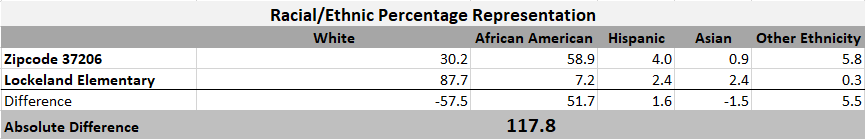 Racial/Ethnic Percentage Representation
White African American Hispanic Asian Other Ethnicity
Zipcode 37206 30.2 58.9 4.0 0.9 5.8
Lockeland Elementary 87.7 7.2 2.4 2.4 0.3
Difference -57.5 51.7 1.6 -1.5 5.5
Absolute Difference 117.8